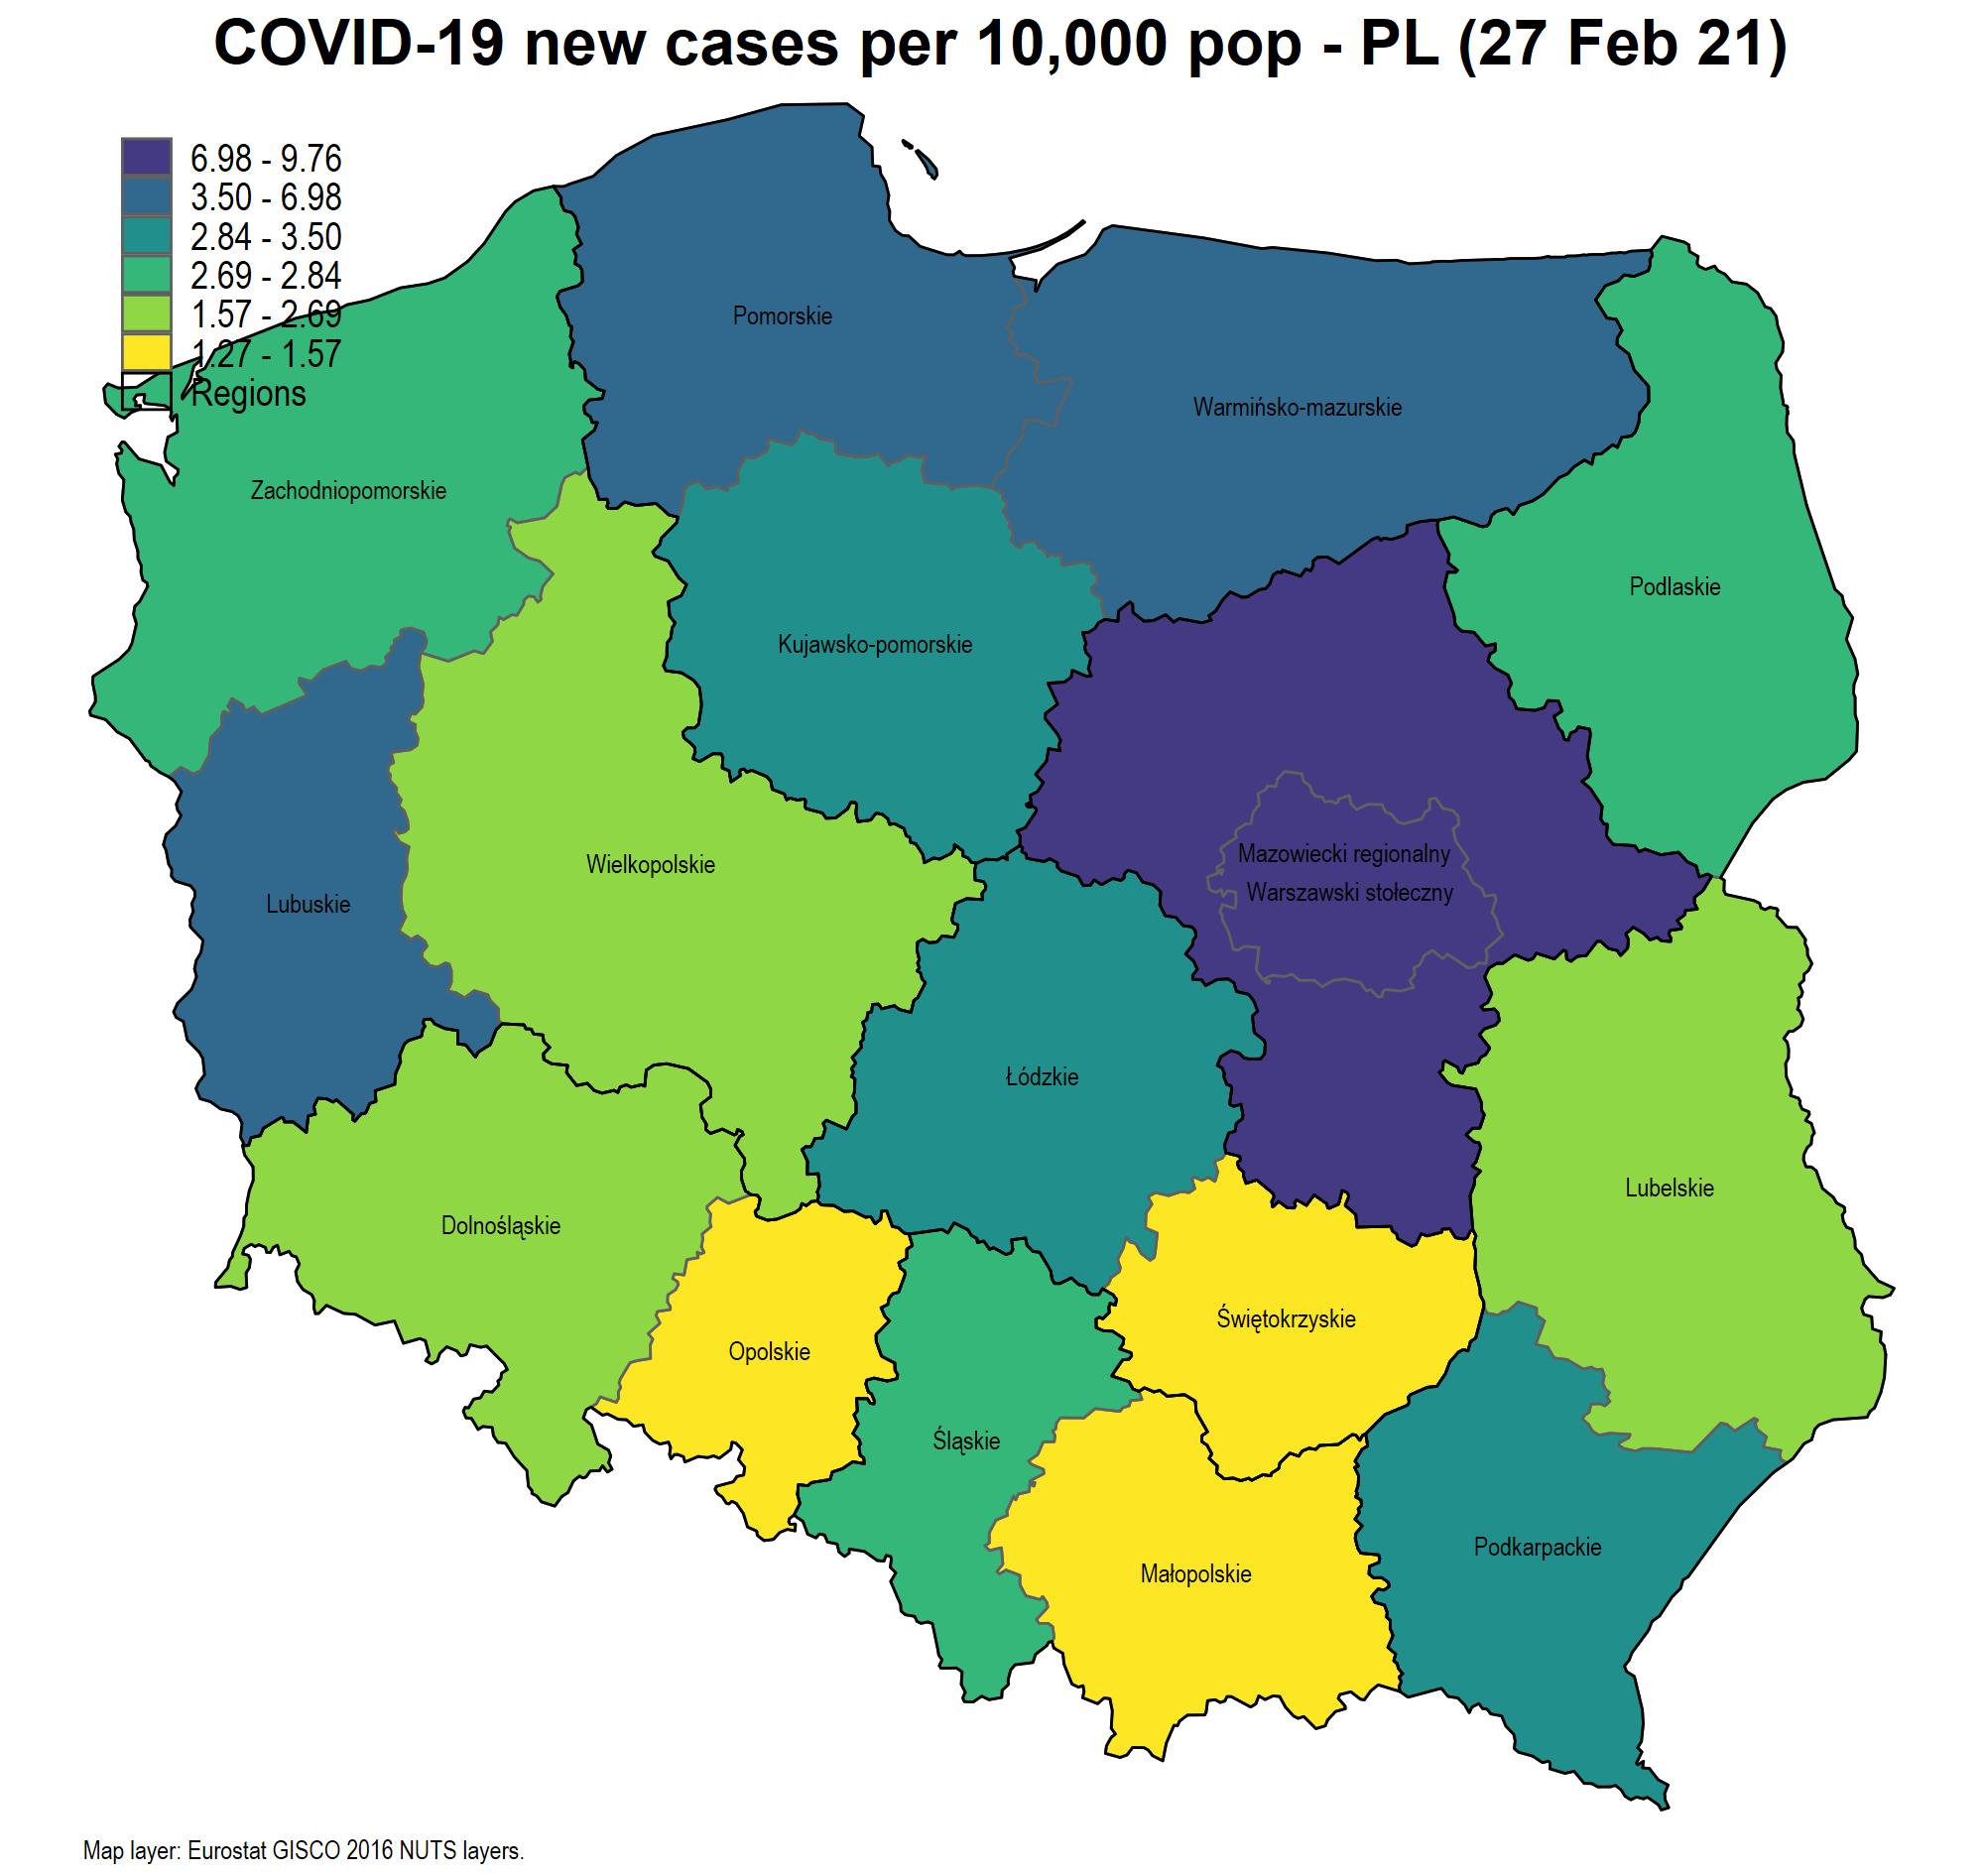 COVID-19 new cases per 10,000 pop - PL (27 Feb 21)
6.98 - 9.76
3.50 - 6.98
2.84 - 3.50
2.69 - 2.84
1.57 - 2.69
1.27 - 1.57
Regions
Pomorskie
Warmińsko-mazurskie
Zachodniopomorskie
Podlaskie
Kujawsko-pomorskie
Mazowiecki regionalny
Wielkopolskie
Warszawski stołeczny
Lubuskie
Łódzkie
Lubelskie
Dolnośląskie
Świętokrzyskie
Opolskie
Śląskie
Podkarpackie
Małopolskie
Map layer: Eurostat GISCO 2016 NUTS layers.